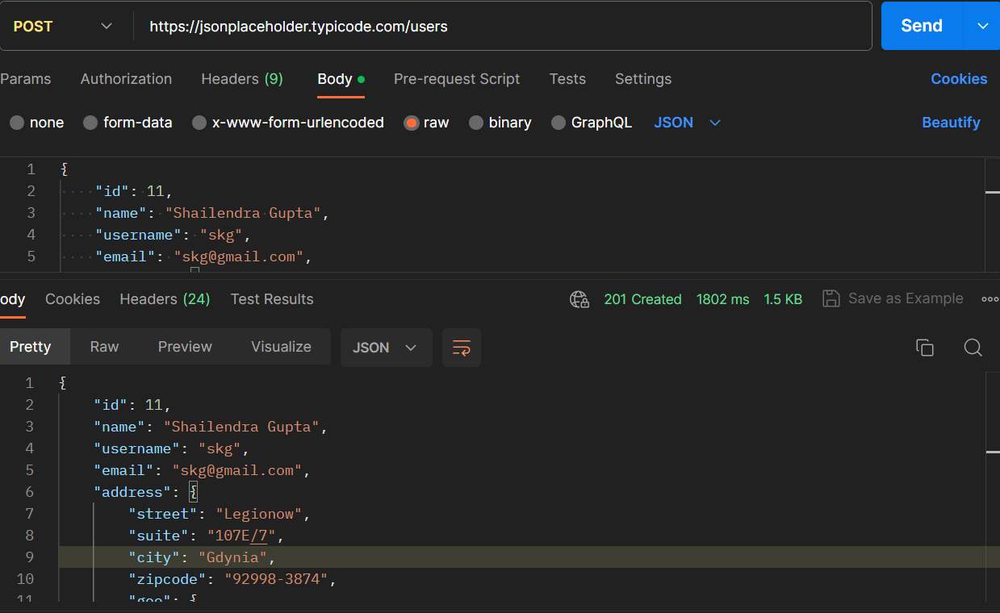 POST https://jsonplaceholder.typicode.com/users Send
Params Authorization Headers (9) Body Pre-request Script Tests Settings Cookies
none form-data x-www-form-urlencoded raw binary GraphQL JSON Beautify
1 {
2 "id": 11,
3 "name": "Shailendra Gupta",
4 "username": "skg",
5 "email": "skg@gmail.com",
ody Cookies Headers (24) Test Results 201 Created 1802 ms 1.5 KB Save as Example
Pretty Raw Preview Visualize JSON
1 {
2 "id": 11,
3 "name": "Shailendra Gupta",
4 "username": "skg",
5 "email": "skg@gmail.com",
6 "address": {
7 "street": "Legionow",
8 "suite": "107E/7",
9 "city": "Gdynia",
10 "zipcode": "92998-3874",
11 "geo": {